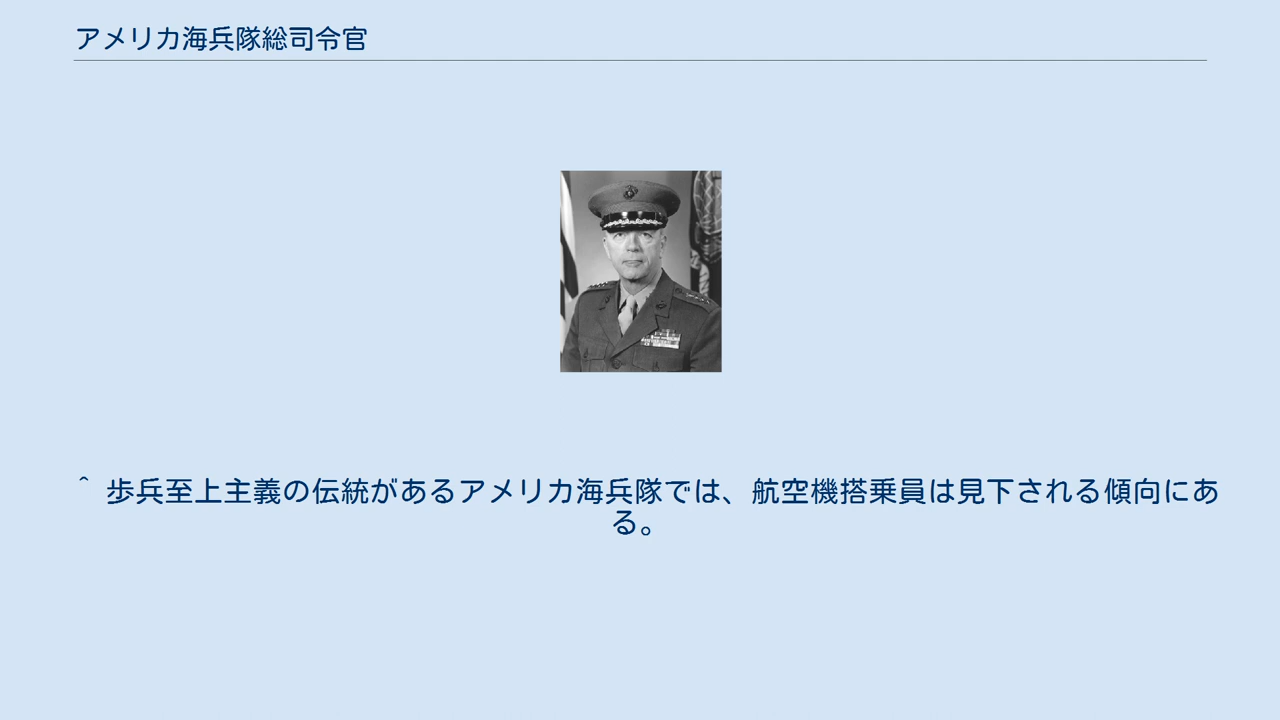 アメリカ海兵隊総司令官
^ 歩兵至上主義の伝統があるアメリカ海兵隊では、航空機搭乗員は見下される傾向にあ
る。